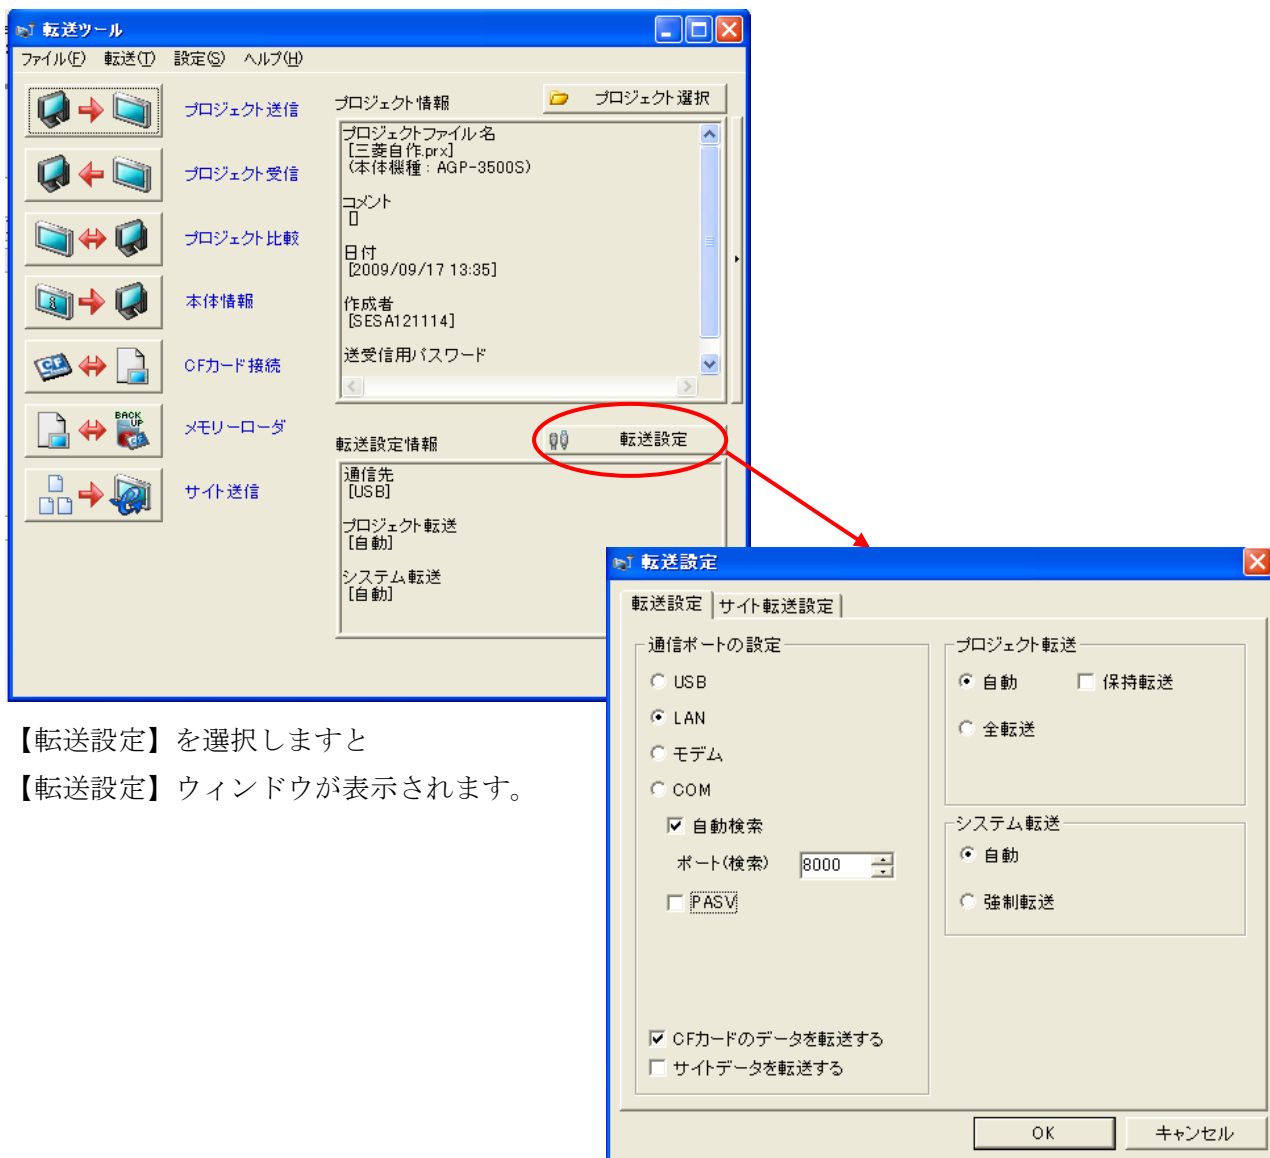 転送ツール
ファイル(F) 転送(T) 設定(S) ヘルプ(H)
プロジェクト送信
プロジェクト受信
プロジェクト比較
本体情報
CFカード接続
メモリーローダ
BACK UP
サイト送信
プロジェクト情報
プロジェクト選択
プロジェクトファイル名
[三菱自作.prx]
(本体機種 : AGP-3500S)
コメント
[]
日付
[2009/09/17 13:35]
作成者
[SESA121114]
送受信用パスワード
転送設定情報
転送設定
通信先
[USB]
プロジェクト転送
[自動]
システム転送
[自動]
【転送設定】を選択しますと
【転送設定】ウィンドウが表示されます。
転送設定
転送設定 サイト転送設定
通信ポートの設定
USB
LAN
モデム
COM
自動検索
ポート(検索) 8000
PASV
CFカードのデータを転送する
サイトデータを転送する
プロジェクト転送
自動 保持転送
全転送
システム転送
自動
強制転送
OK キャンセル